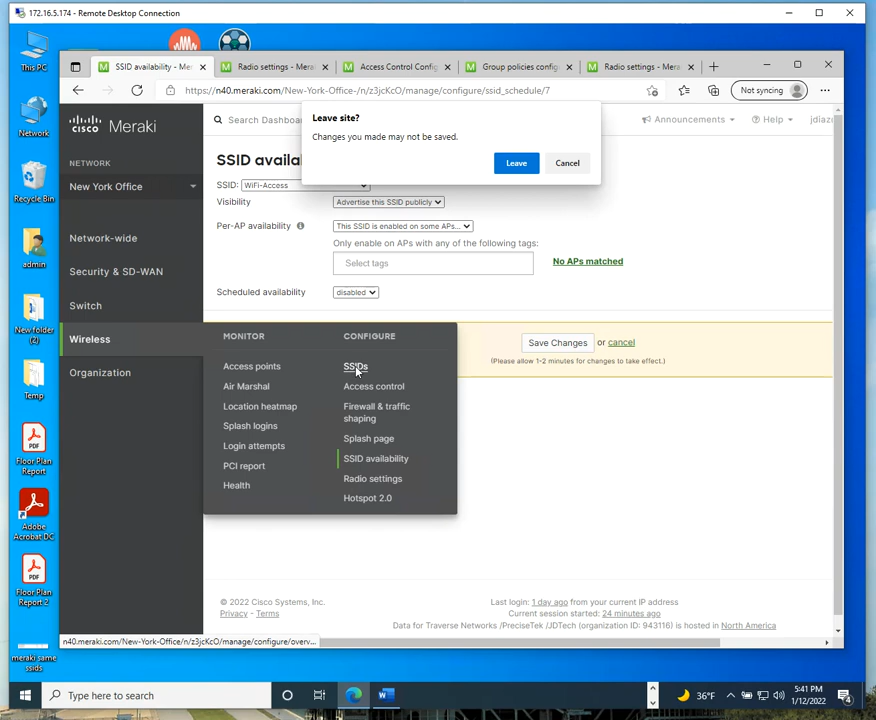 172.16.5.174 - Remote Desktop Connection
This PC
Network
Recycle Bin
admin
New folder
(2)
Temp
Floor Plan
Report
Adobe
Acrobat DC
Floor Plan
Report 2
meraki same
ssids
SSID availability - Me
Radio settings - Mera
Access Control Config
Group policies config
Radio settings - Mera
https://n40.meraki.com/New-York-Office-/n/z3jcKcO/manage/configure/ssid_schedule/7
Not syncing
Leave site?
Changes you made may not be saved.
Leave
Cancel
cisco Meraki
Search Dashboa
Announcements
Help
jdiazo
NETWORK
New York Office
Network-wide
Security & SD-WAN
Switch
Wireless
Organization
SSID availa
SSID: WiFi-Access
Visibility
Advertise this SSID publicly
Per-AP availability
This SSID is enabled on some APs...
Only enable on APs with any of the following tags:
Select tags
No APs matched
Scheduled availability
disabled
Save Changes or cancel
(Please allow 1-2 minutes for changes to take effect.)
MONITOR
Access points
Air Marshal
Location heatmap
Splash logins
Login attempts
PCI report
Health
CONFIGURE
SSIDs
Access control
Firewall & traffic
shaping
Splash page
SSID availability
Radio settings
Hotspot 2.0
© 2022 Cisco Systems, Inc.
Privacy - Terms
Last login: 1 day ago from your current IP address
Current session started: 24 minutes ago
Data for Traverse Networks /PreciseTek /JDTech (organization ID: 943116) is hosted in North America
n40.meraki.com/New-York-Office/n/z3jcKcO/manage/configure/overv...
Type here to search
36°F
5:41 PM
1/12/2022
4